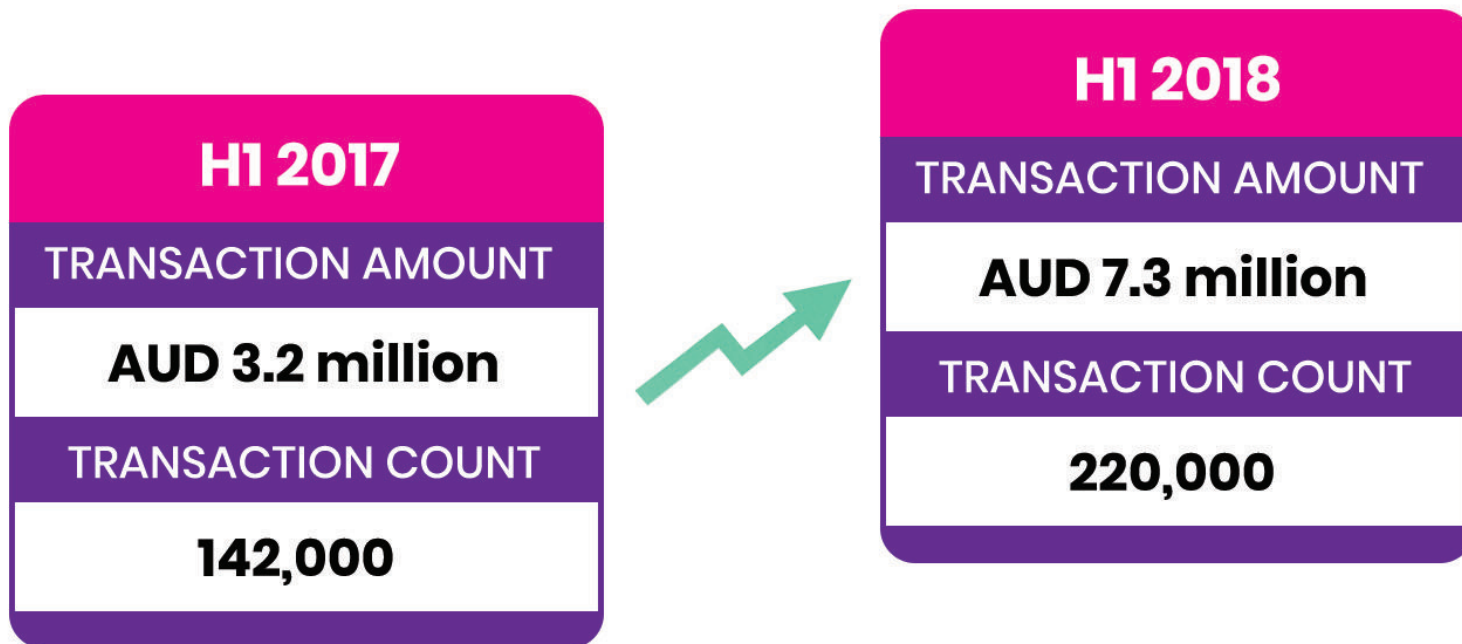 H1 2017
TRANSACTION AMOUNT
AUD 3.2 million
TRANSACTION COUNT
142,000
H1 2018
TRANSACTION AMOUNT
AUD 7.3 million
TRANSACTION COUNT
220,000